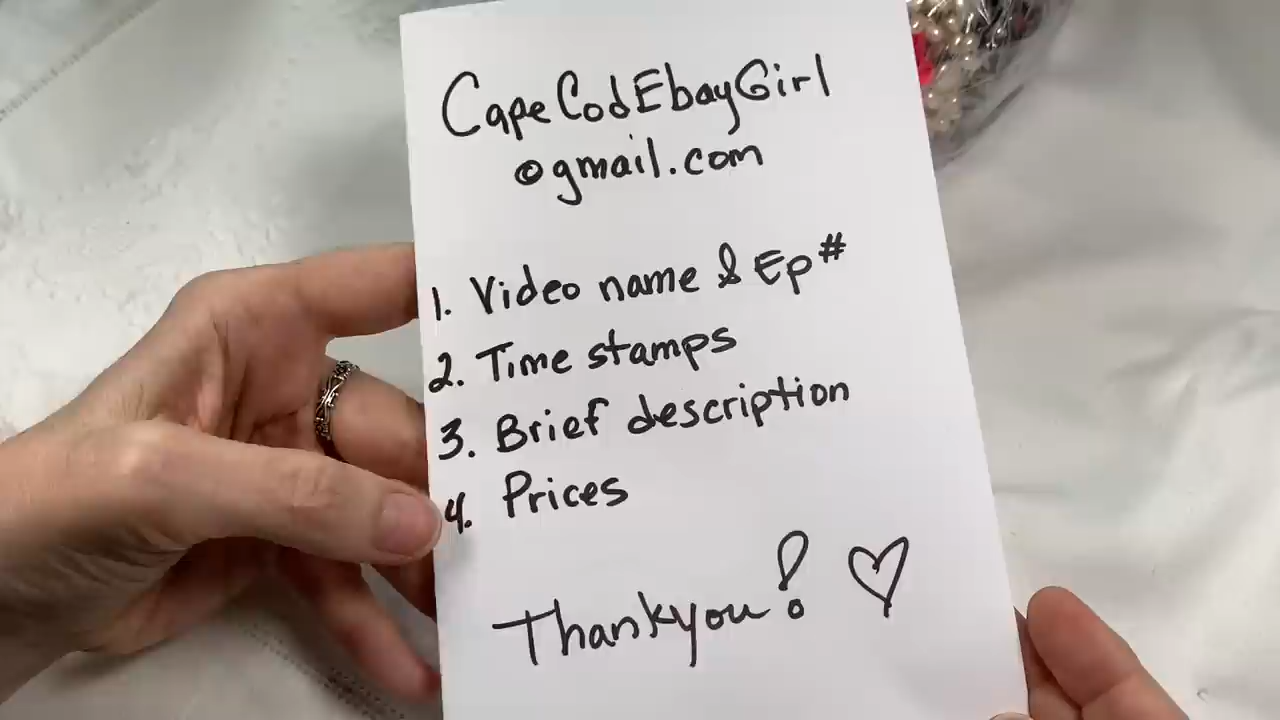 CapeCodEbayGirl
@gmail.com
1. Video name & Ep#
2. Time stamps
3. Brief description
4. Prices
Thankyou! ♡